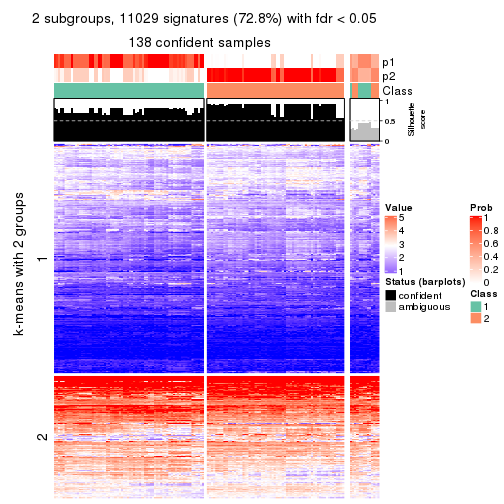 2 subgroups, 11029 signatures (72.8%) with fdr < 0.05
138 confident samples
p1
p2
Class
1
0.5
0
Silhouette
score
k-means with 2 groups
1
2
Value
5
4
3
2
1
Status (barplots)
confident
ambiguous
Prob
1
0.8
0.6
0.4
0.2
0
Class
1
2